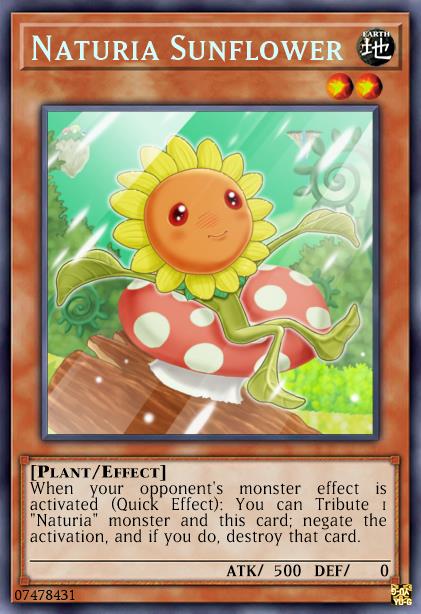 NATURIA SUNFLOWER
EARTH
地
[PLANT/EFFECT]
When your opponent's monster effect is
activated (Quick Effect): You can Tribute 1
"Naturia" monster and this card; negate the
activation, and if you do, destroy that card.
ATK/ 500 DEF/ 0
07478431